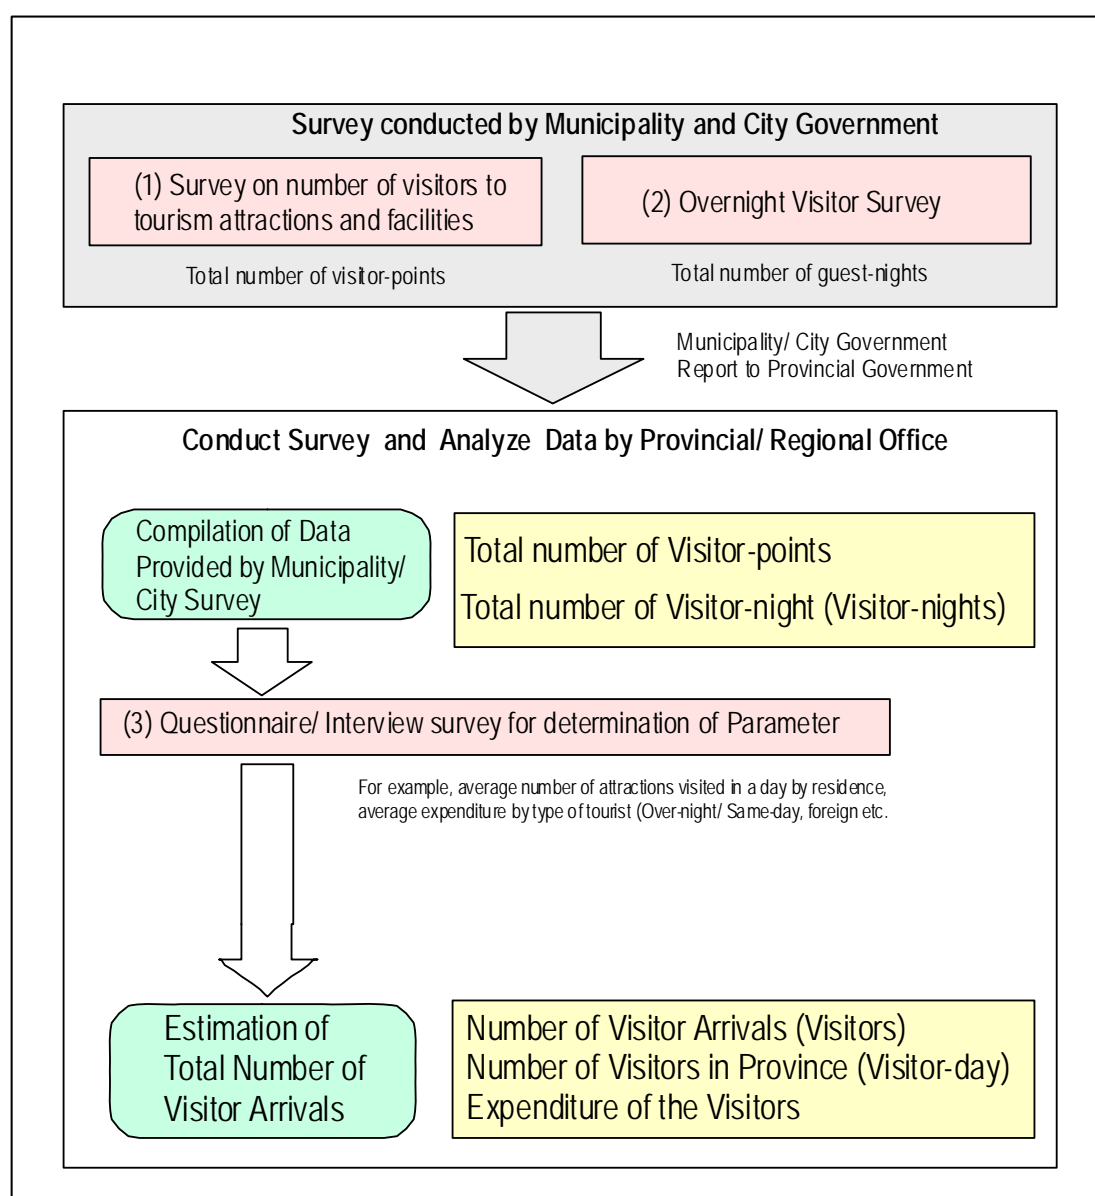 Survey conducted by Municipality and City Government
(1) Survey on number of visitors to
tourism attractions and facilities
(2) Overnight Visitor Survey
Total number of visitor-points
Total number of guest-nights
Municipality/ City Government
Report to Provincial Government
Conduct Survey and Analyze Data by Provincial/ Regional Office
Compilation of Data
Provided by Municipality/
City Survey
Total number of Visitor-points
Total number of Visitor-night (Visitor-nights)
(3) Questionnaire/ Interview survey for determination of Parameter
For example, average number of attractions visited in a day by residence,
average expenditure by type of tourist (Over-night/ Same-day, foreign etc.
Estimation of
Total Number of
Visitor Arrivals
Number of Visitor Arrivals (Visitors)
Number of Visitors in Province (Visitor-day)
Expenditure of the Visitors